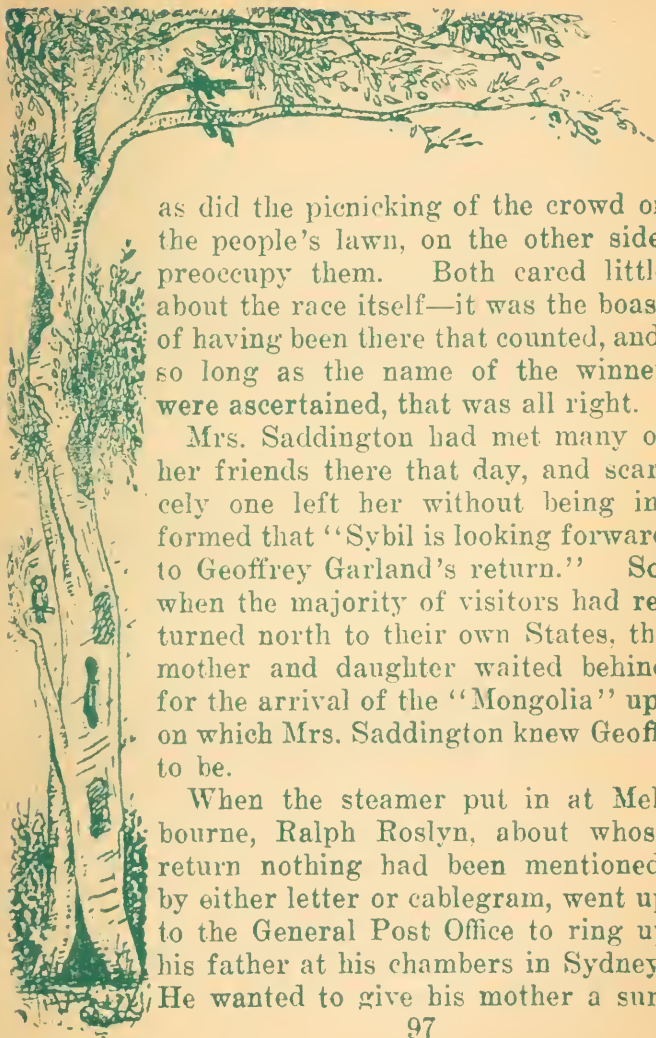 as did the picnicking of the crowd o
the people's lawn, on the other side
preoccupy them. Both cared littl
about the race itself—it was the boas
of having been there that counted, and
so long as the name of the winne
were ascertained, that was all right.
Mrs. Saddington had met many o
her friends there that day, and scar
cely one left her without being in
formed that "Sybil is looking forward
to Geoffrey Garland's return." So
when the majority of visitors had re
turned north to their own States, th
mother and daughter waited behind
for the arrival of the "Mongolia" up
on which Mrs. Saddington knew Geoff
to be.
When the steamer put in at Mel
bourne, Ralph Roslyn, about whos
return nothing had been mentioned
by either letter or cablegram, went up
to the General Post Office to ring up
his father at his chambers in Sydney
He wanted to give his mother a sur
97